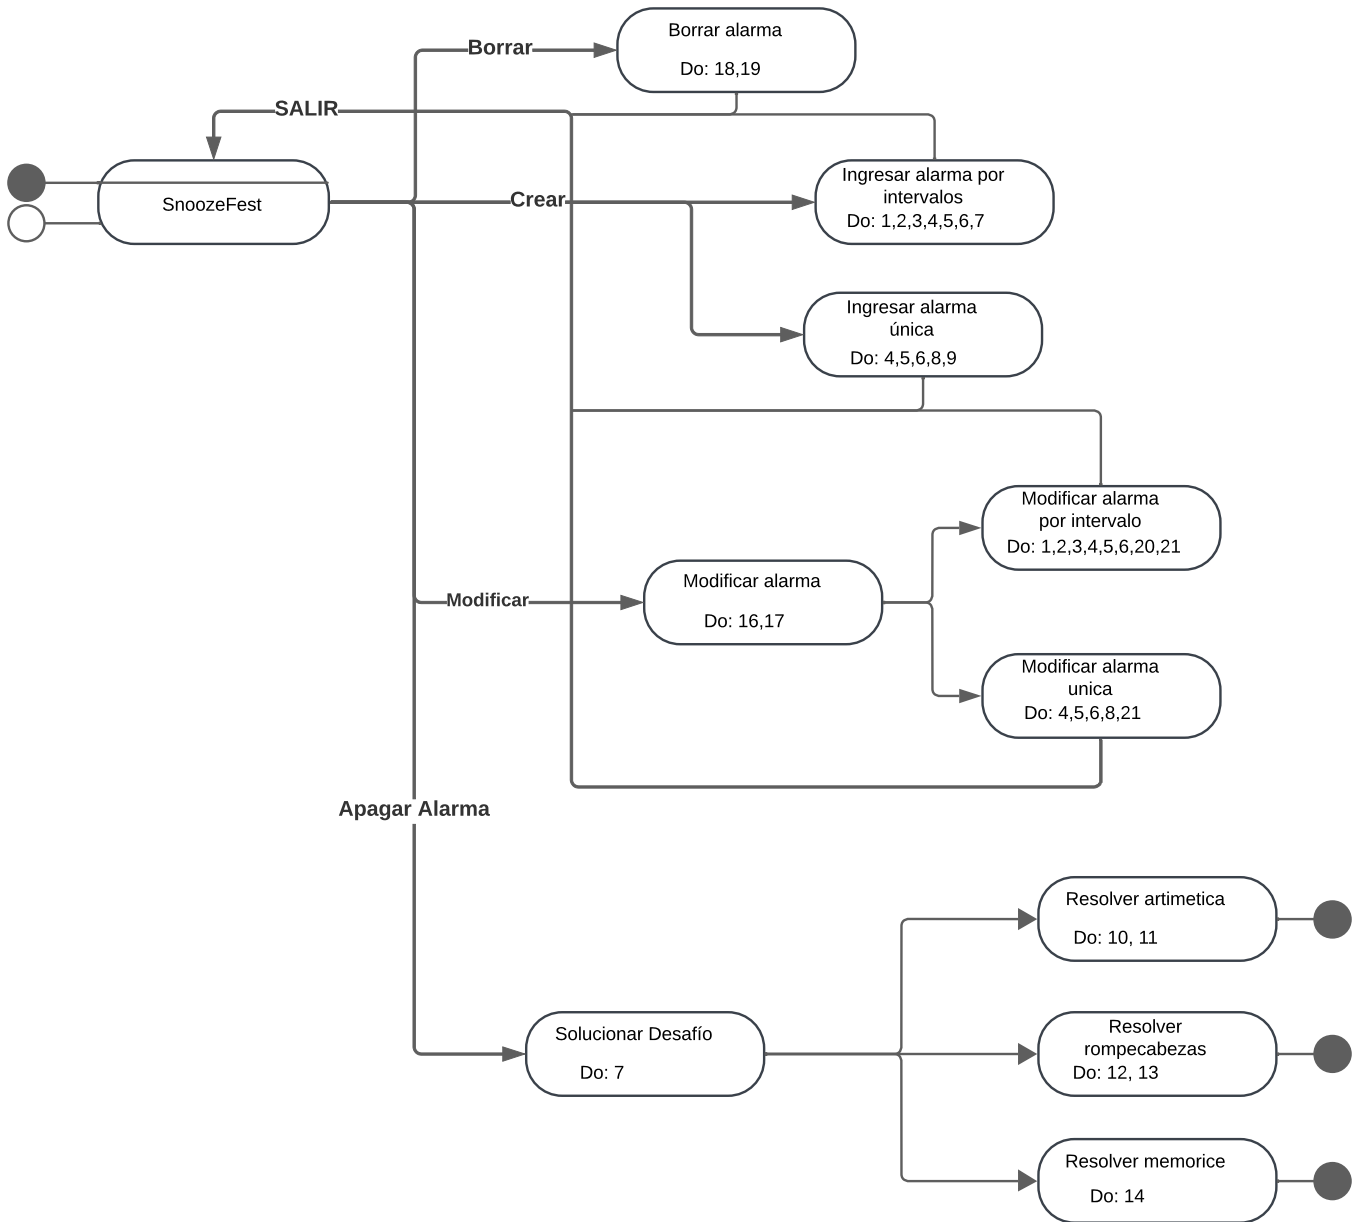 Borrar alarma
Do: 18,19
Borrar
SALIR
SnoozeFest
Crear
Ingresar alarma por
intervalos
Do: 1,2,3,4,5,6,7
Ingresar alarma
única
Do: 4,5,6,8,9
Modificar alarma
por intervalo
Do: 1,2,3,4,5,6,20,21
Modificar
Modificar alarma
Do: 16,17
Modificar alarma
unica
Do: 4,5,6,8,21
Apagar Alarma
Resolver artimetica
Do: 10, 11
Solucionar Desafío
Do: 7
Resolver
rompecabezas
Do: 12, 13
Resolver memorice
Do: 14